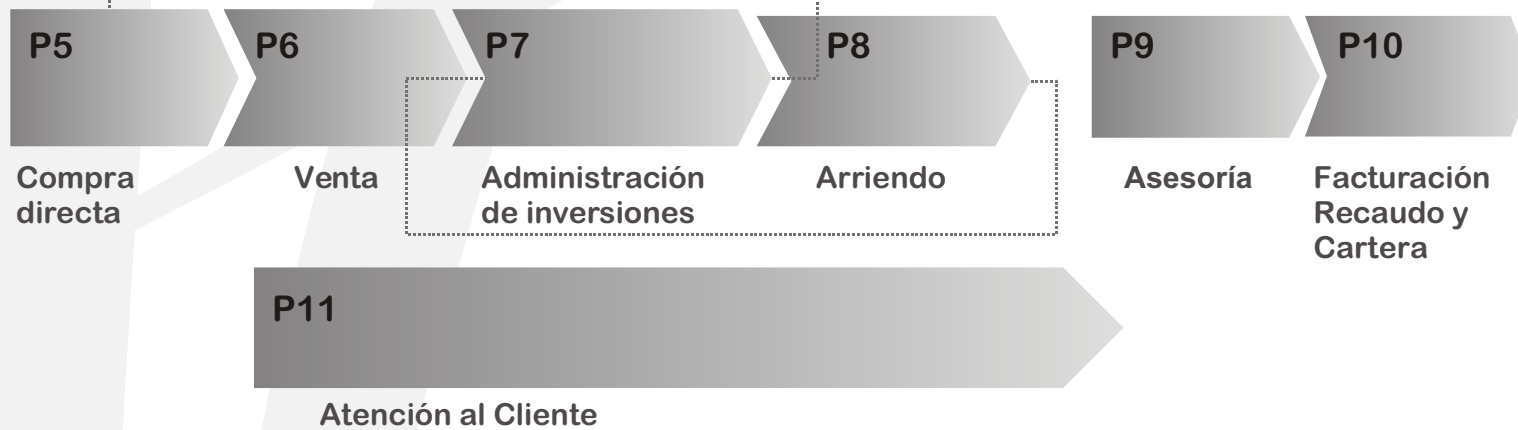 P5
P6
P7
P8
P9
P10
Compra
directa
Venta
Administración
de inversiones
Arriendo
Asesoría
Facturación
Recaudo y
Cartera
P11
Atención al Cliente